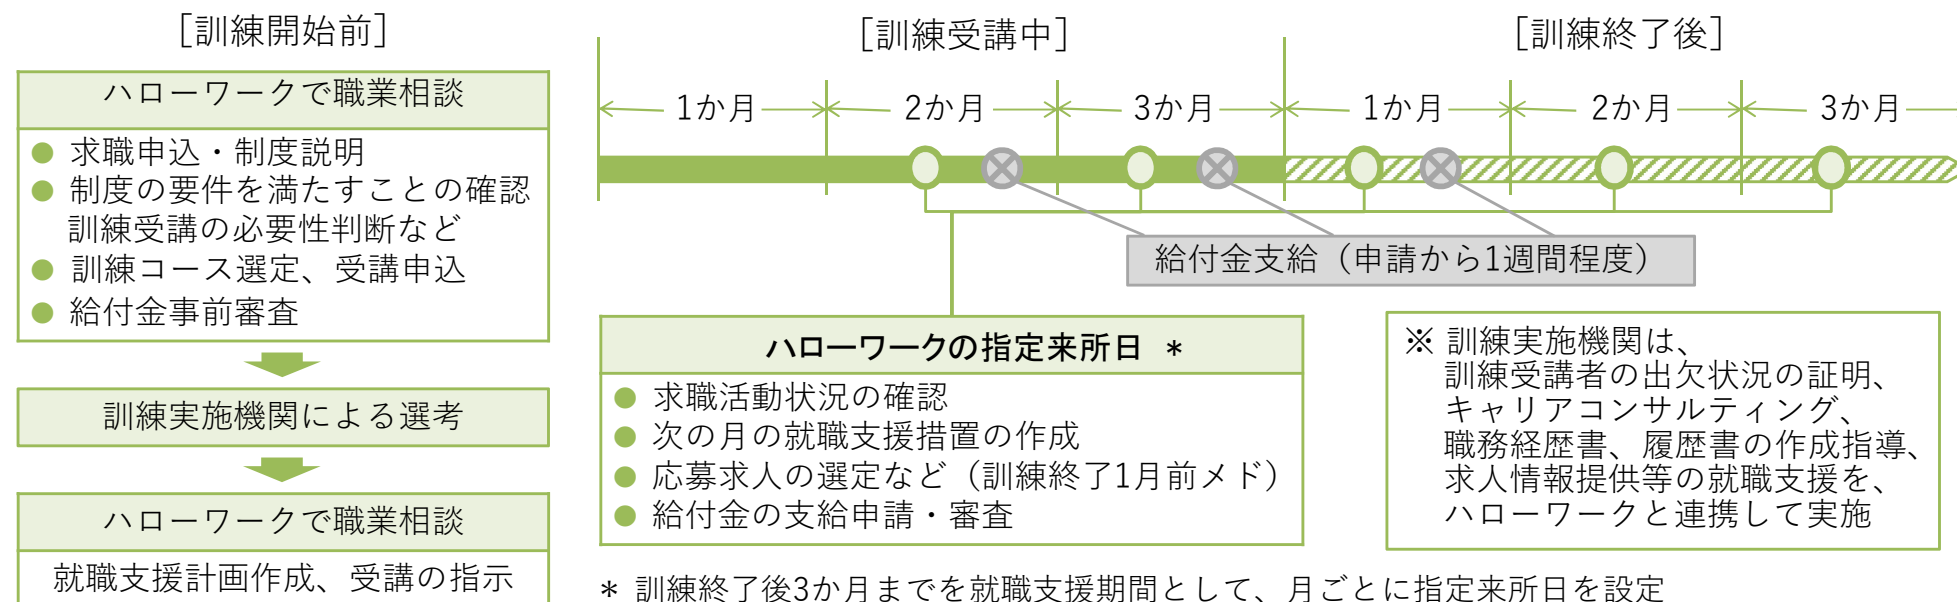 ［訓練開始前］
ハローワークで職業相談
● 求職申込・制度説明
● 制度の要件を満たすことの確認
訓練受講の必要性判断など
● 訓練コース選定、受講申込
● 給付金事前審査
訓練実施機関による選考
ハローワークで職業相談
就職支援計画作成、受講の指示
［訓練受講中］
［訓練終了後］
1か月
2か月
3か月
1か月
2か月
3か月
給付金支給（申請から1週間程度）
ハローワークの指定来所日 ＊
● 求職活動状況の確認
● 次の月の就職支援措置の作成
● 応募求人の選定など（訓練終了1月前メド）
● 給付金の支給申請・審査
※ 訓練実施機関は、
訓練受講者の出欠状況の証明、
キャリアコンサルティング、
職務経歴書、履歴書の作成指導、
求人情報提供等の就職支援を、
ハローワークと連携して実施
＊ 訓練終了後3か月までを就職支援期間として、月ごとに指定来所日を設定